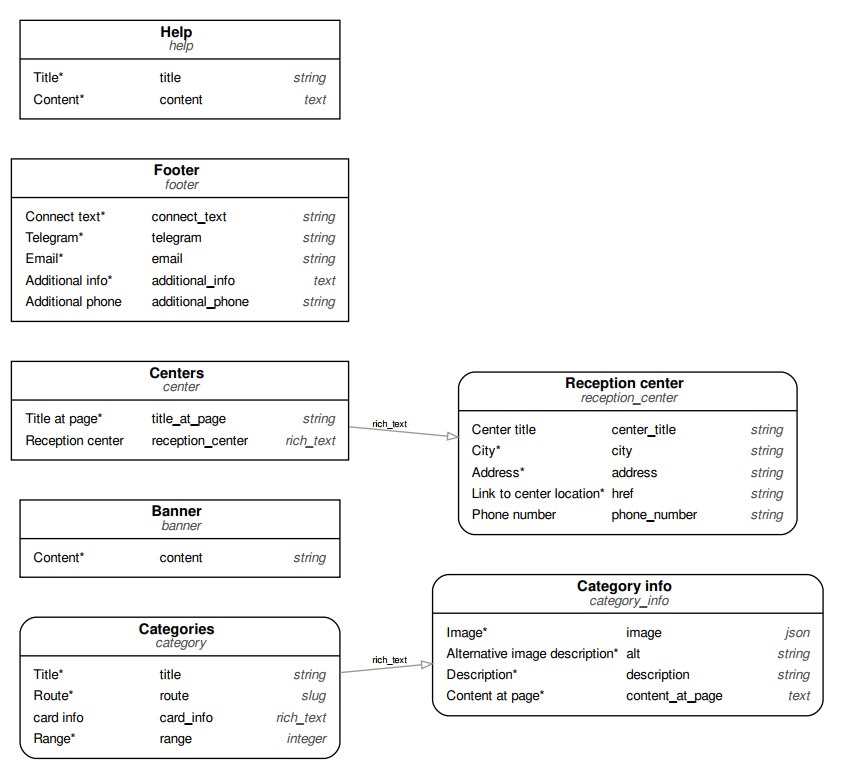 Help
help
Title* title string
Content* content text
Footer
footer
Connect text* connect_text string
Telegram* telegram string
Email* email string
Additional info* additional_info text
Additional phone additional_phone string
Centers
center
Title at page* title_at_page string
Reception center reception_center rich_text
rich_text
Reception center
reception_center
Center title center_title string
City* city string
Address* address string
Link to center location* href string
Phone number phone_number string
Banner
banner
Content* content string
Categories
category
Title* title string
Route* route slug
card info card_info rich_text
Range* range integer
rich_text
Category info
category_info
Image* image json
Alternative image description* alt string
Description* description string
Content at page* content_at_page text